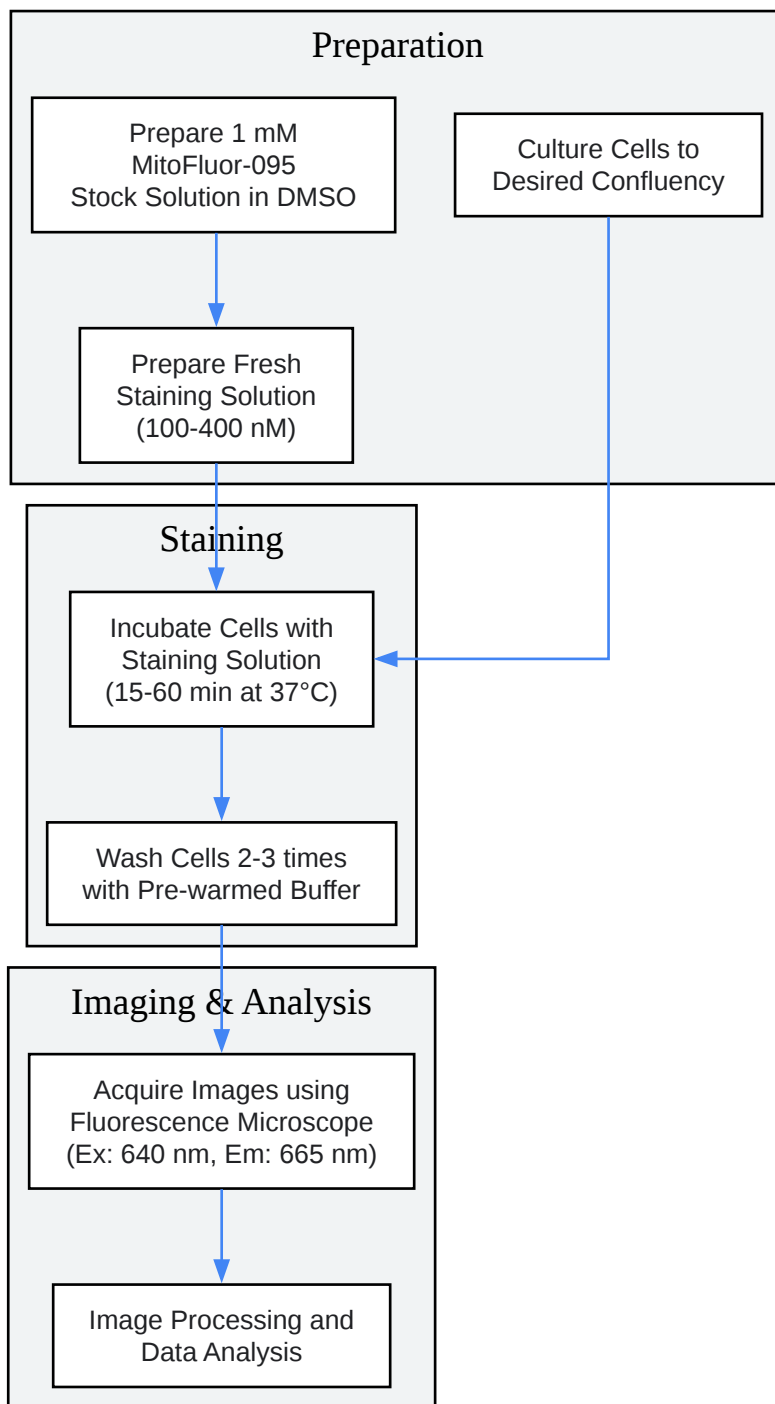 Preparation
Prepare 1 mM
MitoFluor-095
Stock Solution in DMSO
Culture Cells to
Desired Confluency
Prepare Fresh
Staining Solution
(100-400 nM)
Staining
Incubate Cells with
Staining Solution
(15-60 min at 37°C)
Wash Cells 2-3 times
with Pre-warmed Buffer
Imaging & Analysis
Acquire Images using
Fluorescence Microscope
(Ex: 640 nm, Em: 665 nm)
Image Processing and
Data Analysis